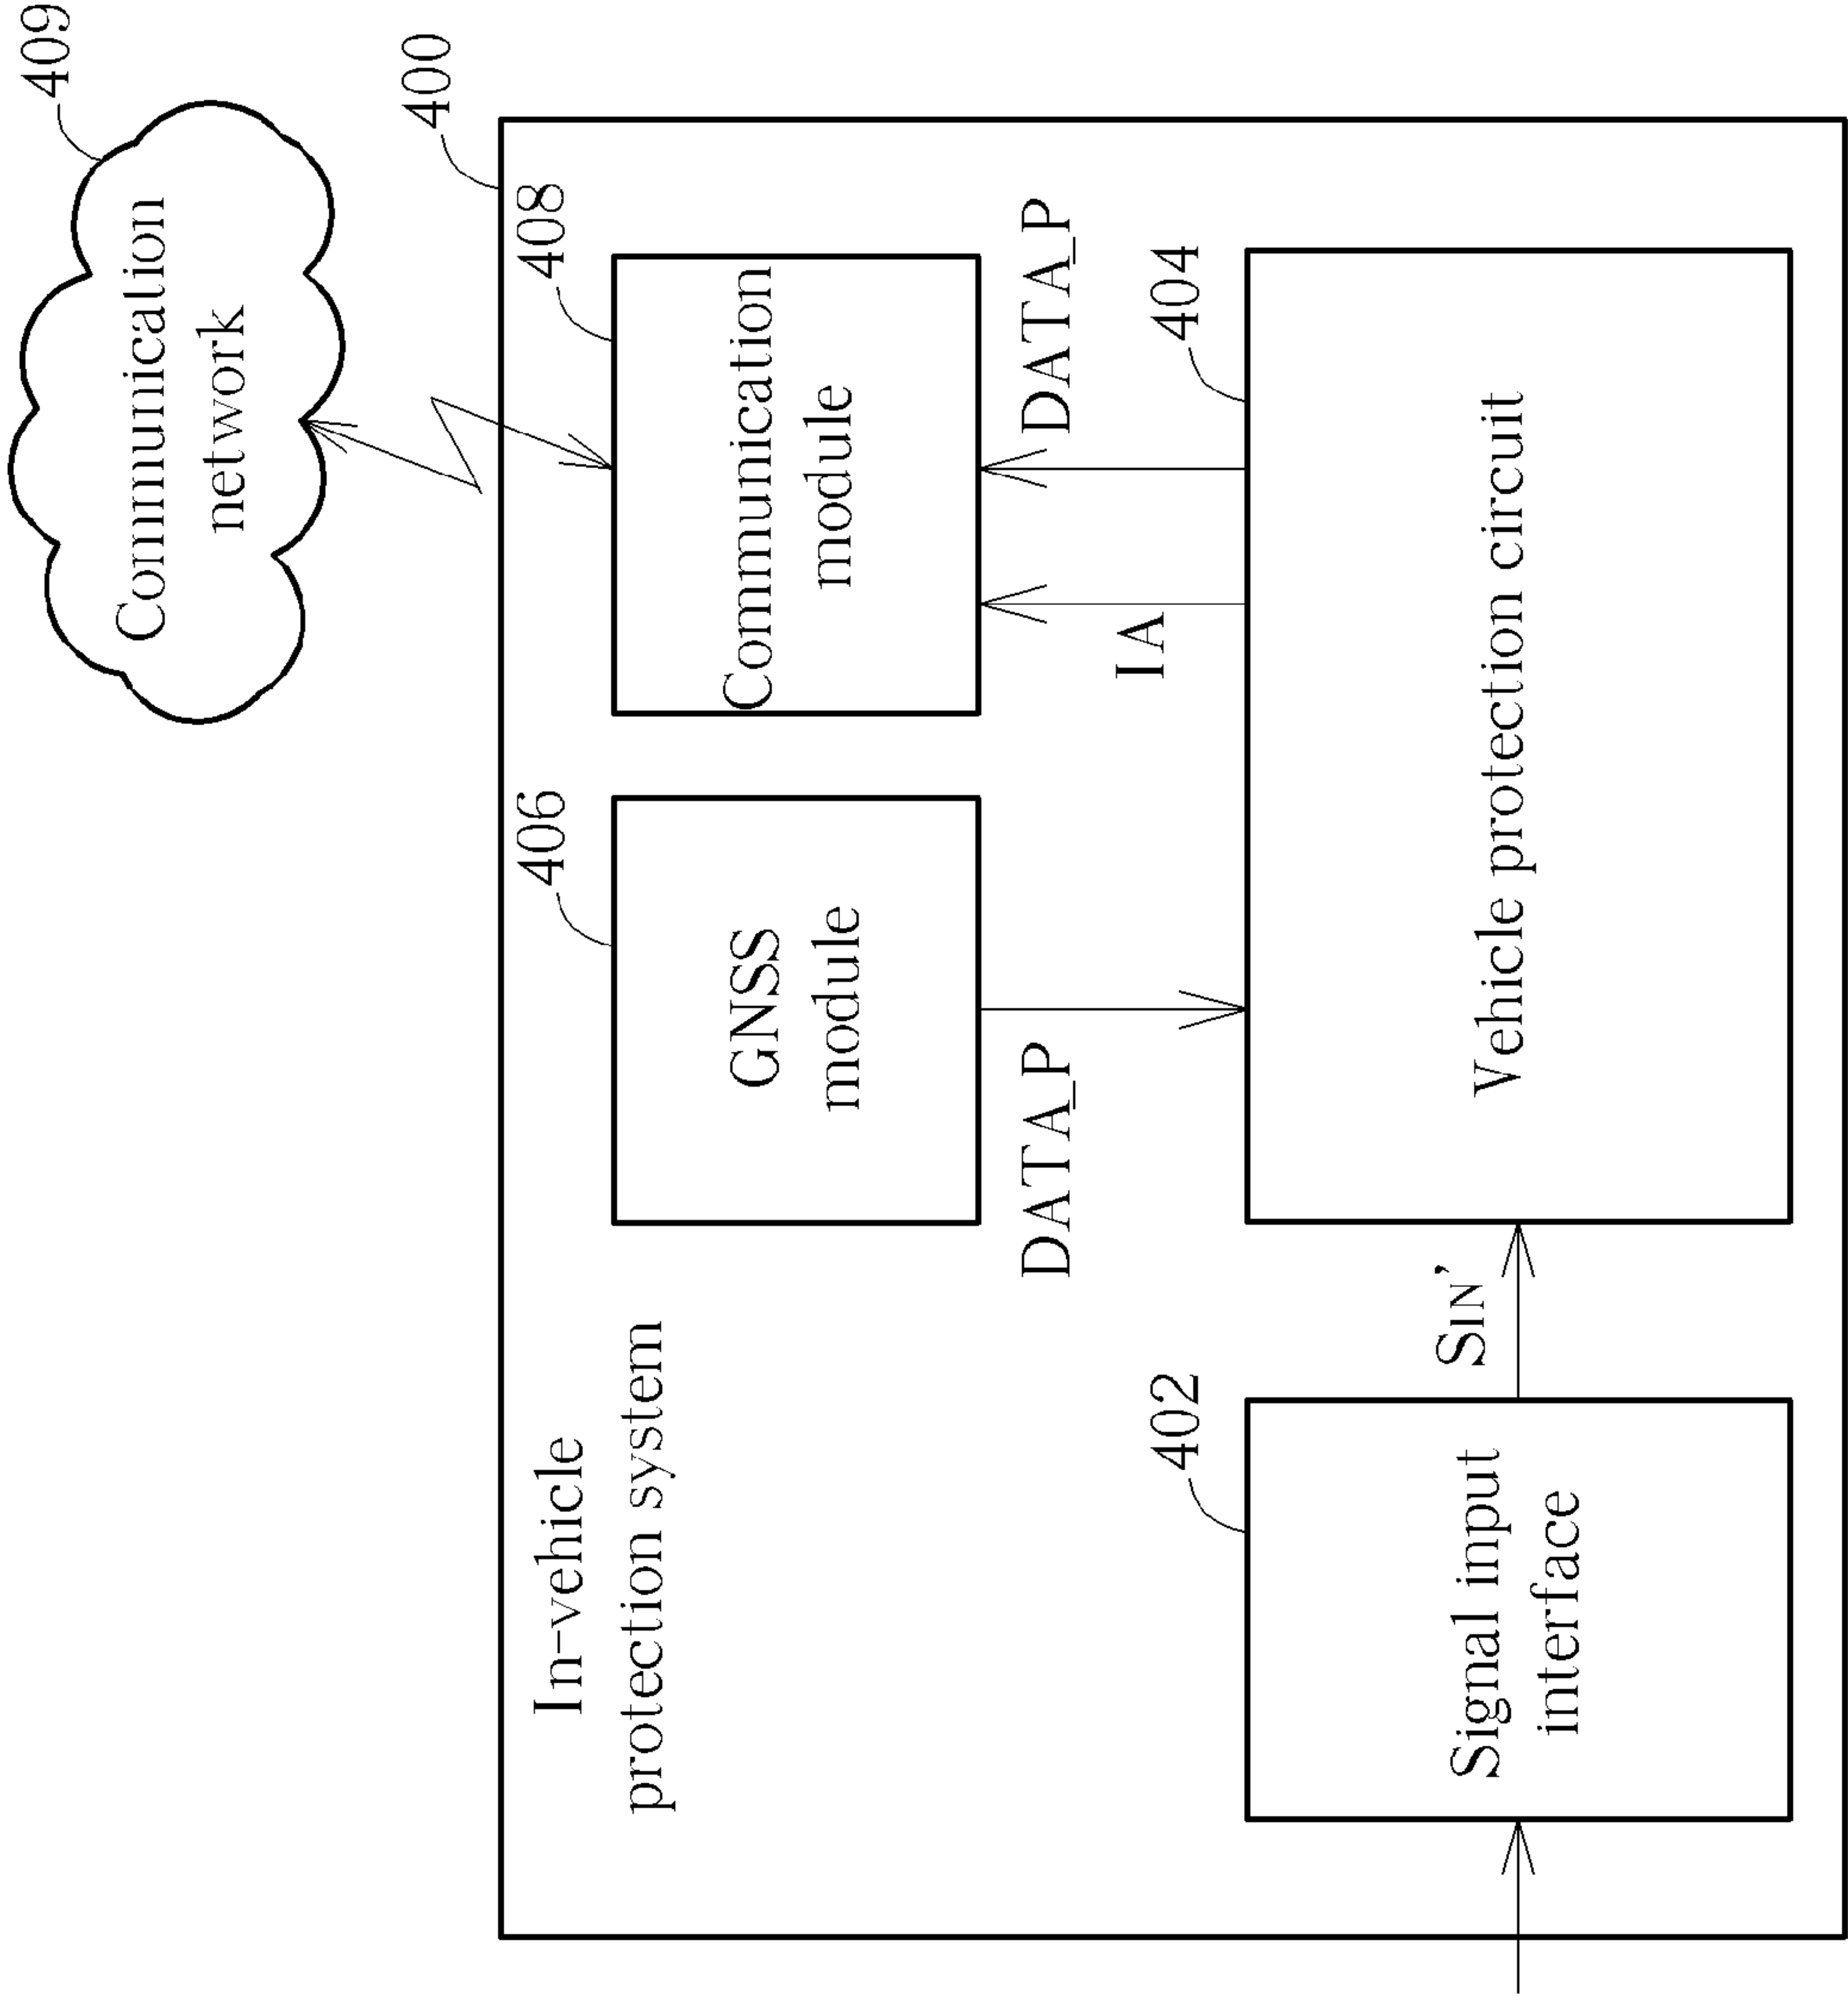 409
Communication
network
400
In-vehicle
protection system
406
GNSS
module
408
Communication
module
DATA_P
IA
DATA_P
402
Signal input
interface
SIN'
404
Vehicle protection circuit